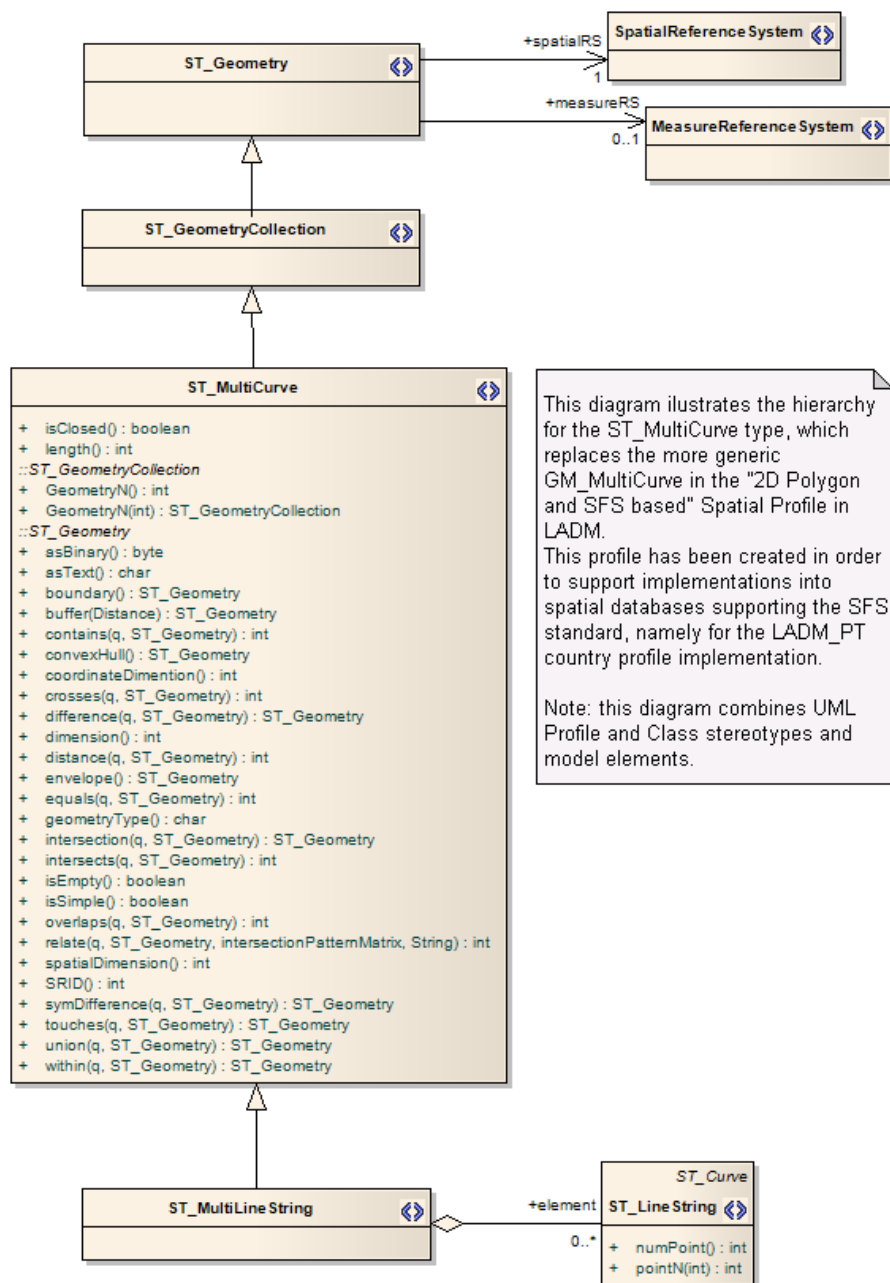 ST_Geometry
+spatialRS
1
SpatialReferenceSystem
+measureRS
0..1
MeasureReferenceSystem
ST_GeometryCollection
ST_MultiCurve
+ isClosed() : boolean
+ length() : int
::ST_GeometryCollection
+ GeometryN() : int
+ GeometryN(int) : ST_GeometryCollection
::ST_Geometry
+ asBinary() : byte
+ asText() : char
+ boundary() : ST_Geometry
+ buffer(Distance) : ST_Geometry
+ contains(q, ST_Geometry) : int
+ convexHull() : ST_Geometry
+ coordinateDimention() : int
+ crosses(q, ST_Geometry) : int
+ difference(q, ST_Geometry) : ST_Geometry
+ dimension() : int
+ distance(q, ST_Geometry) : int
+ envelope() : ST_Geometry
+ equals(q, ST_Geometry) : int
+ geometryType() : char
+ intersection(q, ST_Geometry) : ST_Geometry
+ intersects(q, ST_Geometry) : int
+ isEmpty() : boolean
+ isSimple() : boolean
+ overlaps(q, ST_Geometry) : int
+ relate(q, ST_Geometry, intersectionPatternMatrix, String) : int
+ spatialDimension() : int
+ SRID() : int
+ symDifference(q, ST_Geometry) : ST_Geometry
+ touches(q, ST_Geometry) : ST_Geometry
+ union(q, ST_Geometry) : ST_Geometry
+ within(q, ST_Geometry) : ST_Geometry
This diagram ilustrates the hierarchy
for the ST_MultiCurve type, which
replaces the more generic
GM_MultiCurve in the "2D Polygon
and SFS based" Spatial Profile in
LADM.
This profile has been created in order
to support implementations into
spatial databases supporting the SFS
standard, namely for the LADM_PT
country profile implementation.
Note: this diagram combines UML
Profile and Class stereotypes and
model elements.
ST_MultiLineString
+element
0..*
ST_Curve
ST_LineString
+ numPoint() : int
+ pointN(int) : int